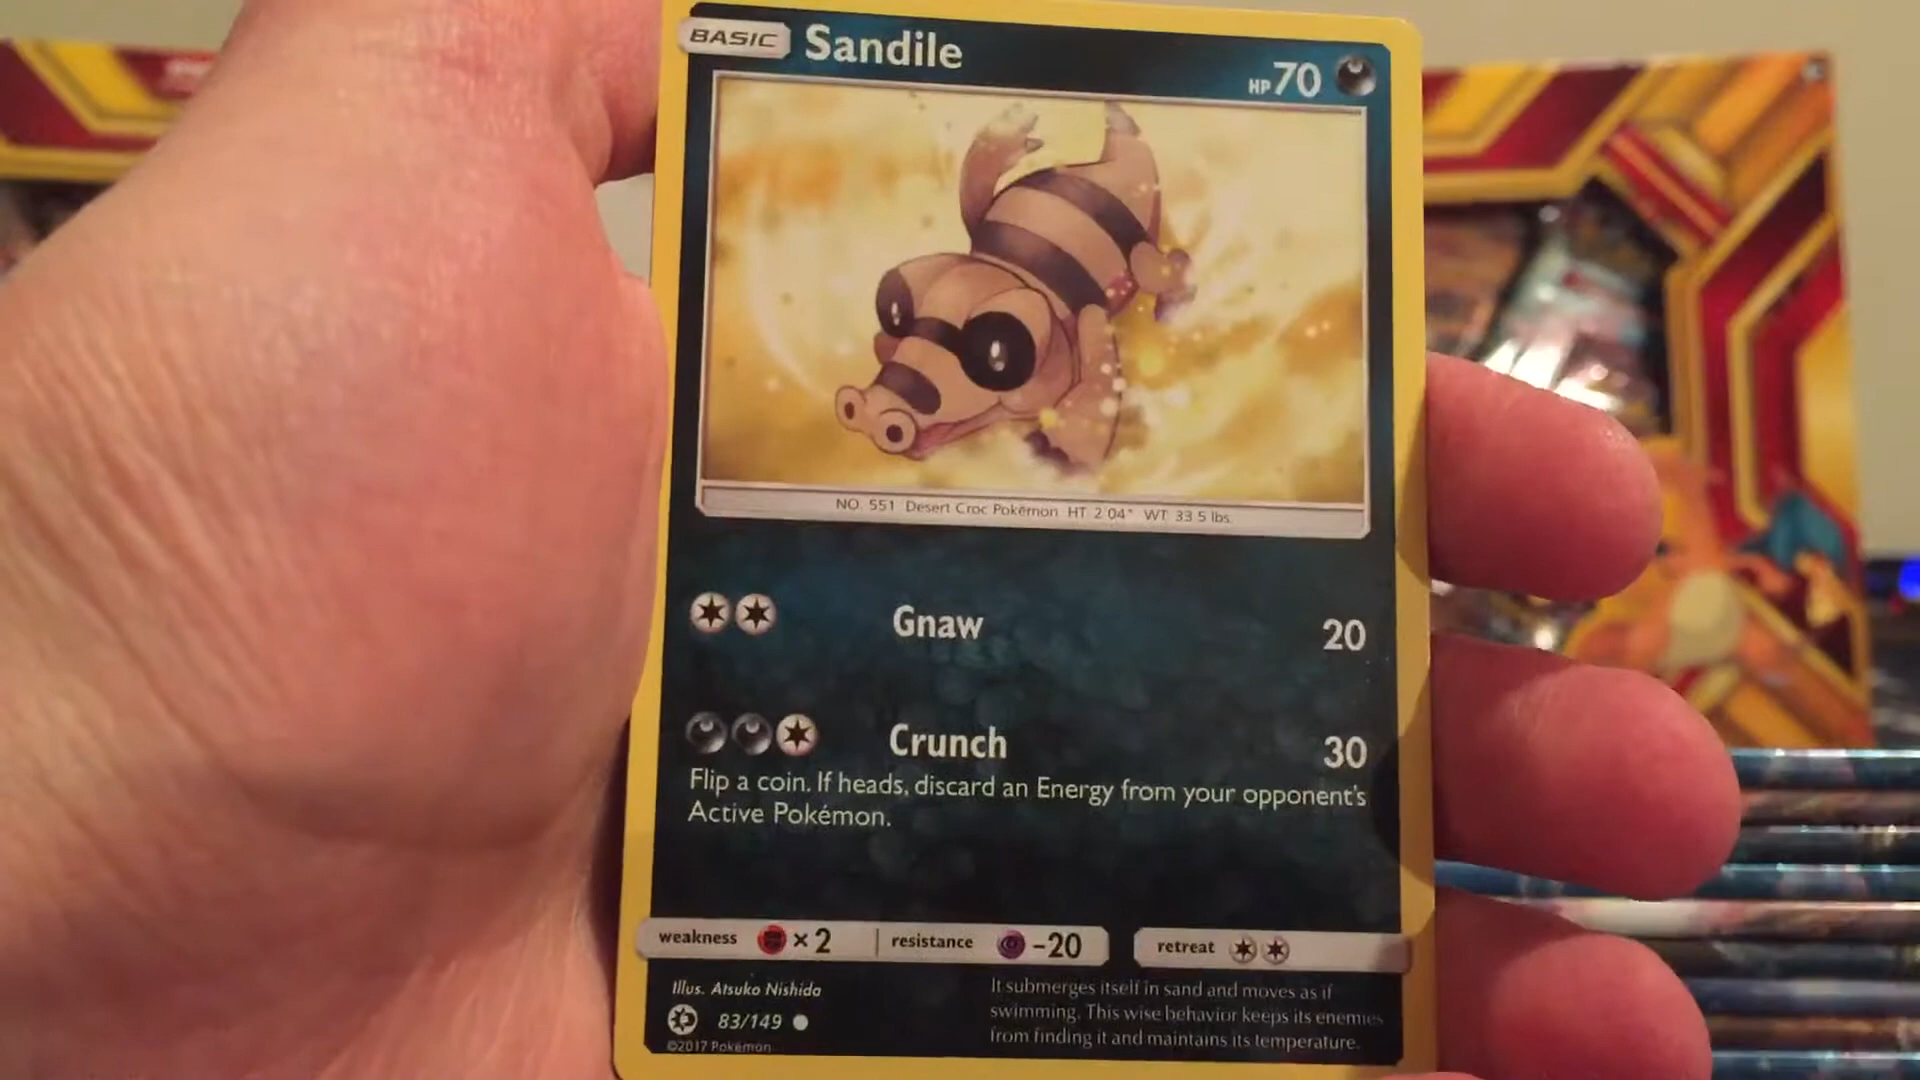 BASIC Sandile HP 70
NO. 551 Desert Croc Pokémon HT 2'04" WT 33.5 lbs.
Gnaw 20
Crunch 30
Flip a coin. If heads, discard an Energy from your opponent's
Active Pokémon.
weakness ×2 resistance -20 retreat
Illus. Atsuko Nishida
83/149
©2017 Pokémon
It submerges itself in sand and moves as if
swimming. This wise behavior keeps its enemies
from finding it and maintains its temperature.